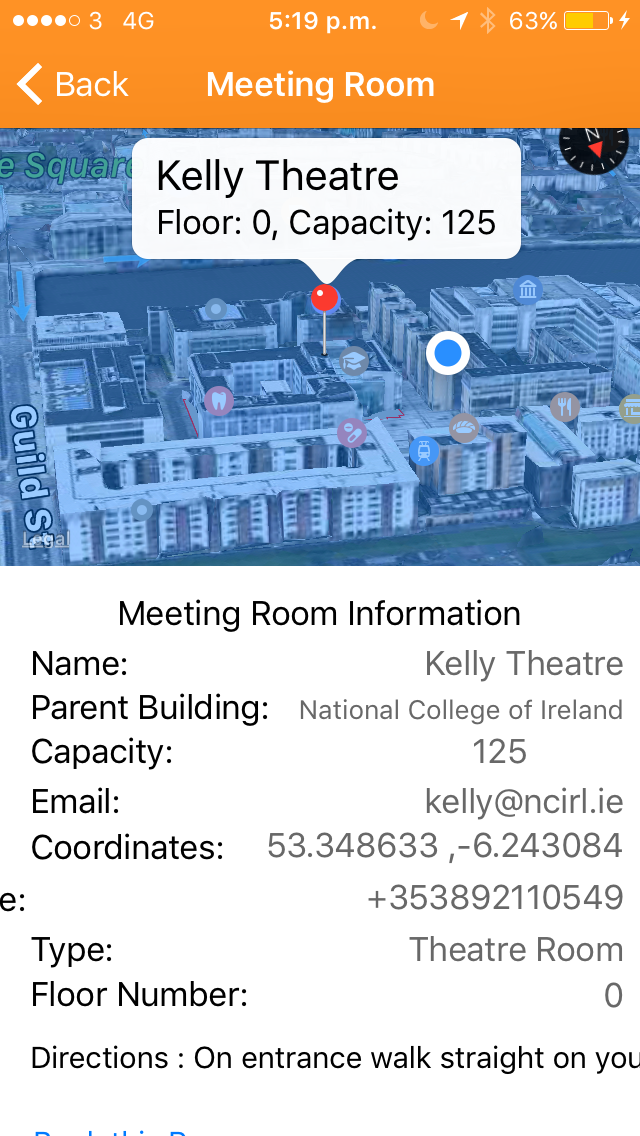 3 4G 5:19 p.m. 63%
Back Meeting Room
e Square
Kelly Theatre
Floor: 0, Capacity: 125
N
Guild S
Legal
Meeting Room Information
Name: Kelly Theatre
Parent Building: National College of Ireland
Capacity: 125
Email: kelly@ncirl.ie
Coordinates: 53.348633 ,-6.243084
e: +353892110549
Type: Theatre Room
Floor Number: 0
Directions : On entrance walk straight on you